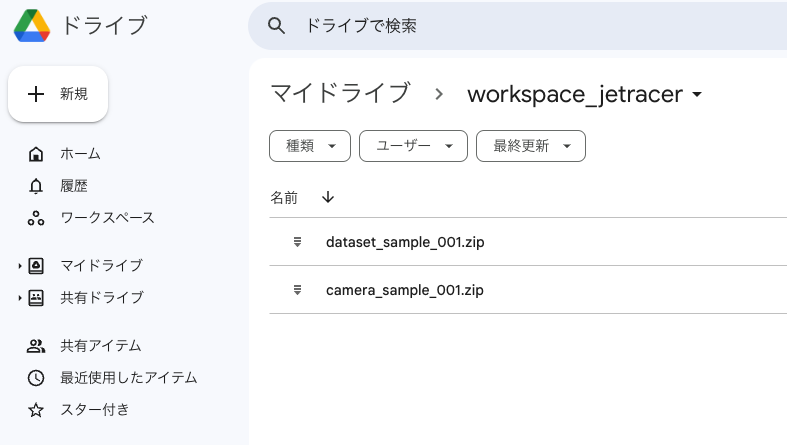 ドライブ
ドライブで検索
新規
マイドライブ
workspace_jetracer
種類
ユーザー
最終更新
ホーム
履歴
ワークスペース
マイドライブ
共有ドライブ
共有アイテム
最近使用したアイテム
スター付き
名前
dataset_sample_001.zip
camera_sample_001.zip